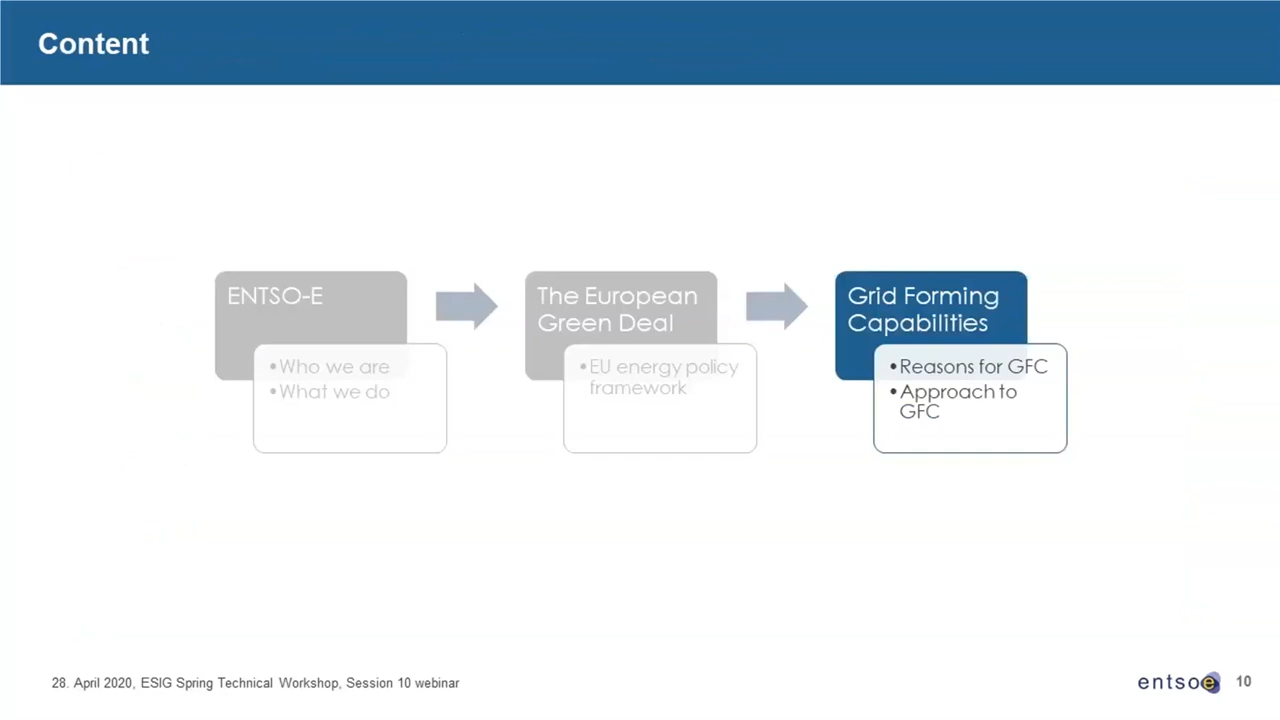 Content
ENTSO-E
• Who we are
• What we do
The European
Green Deal
• EU energy policy
framework
Grid Forming
Capabilities
• Reasons for GFC
• Approach to
GFC
28. April 2020, ESIG Spring Technical Workshop, Session 10 webinar
entsoe
10